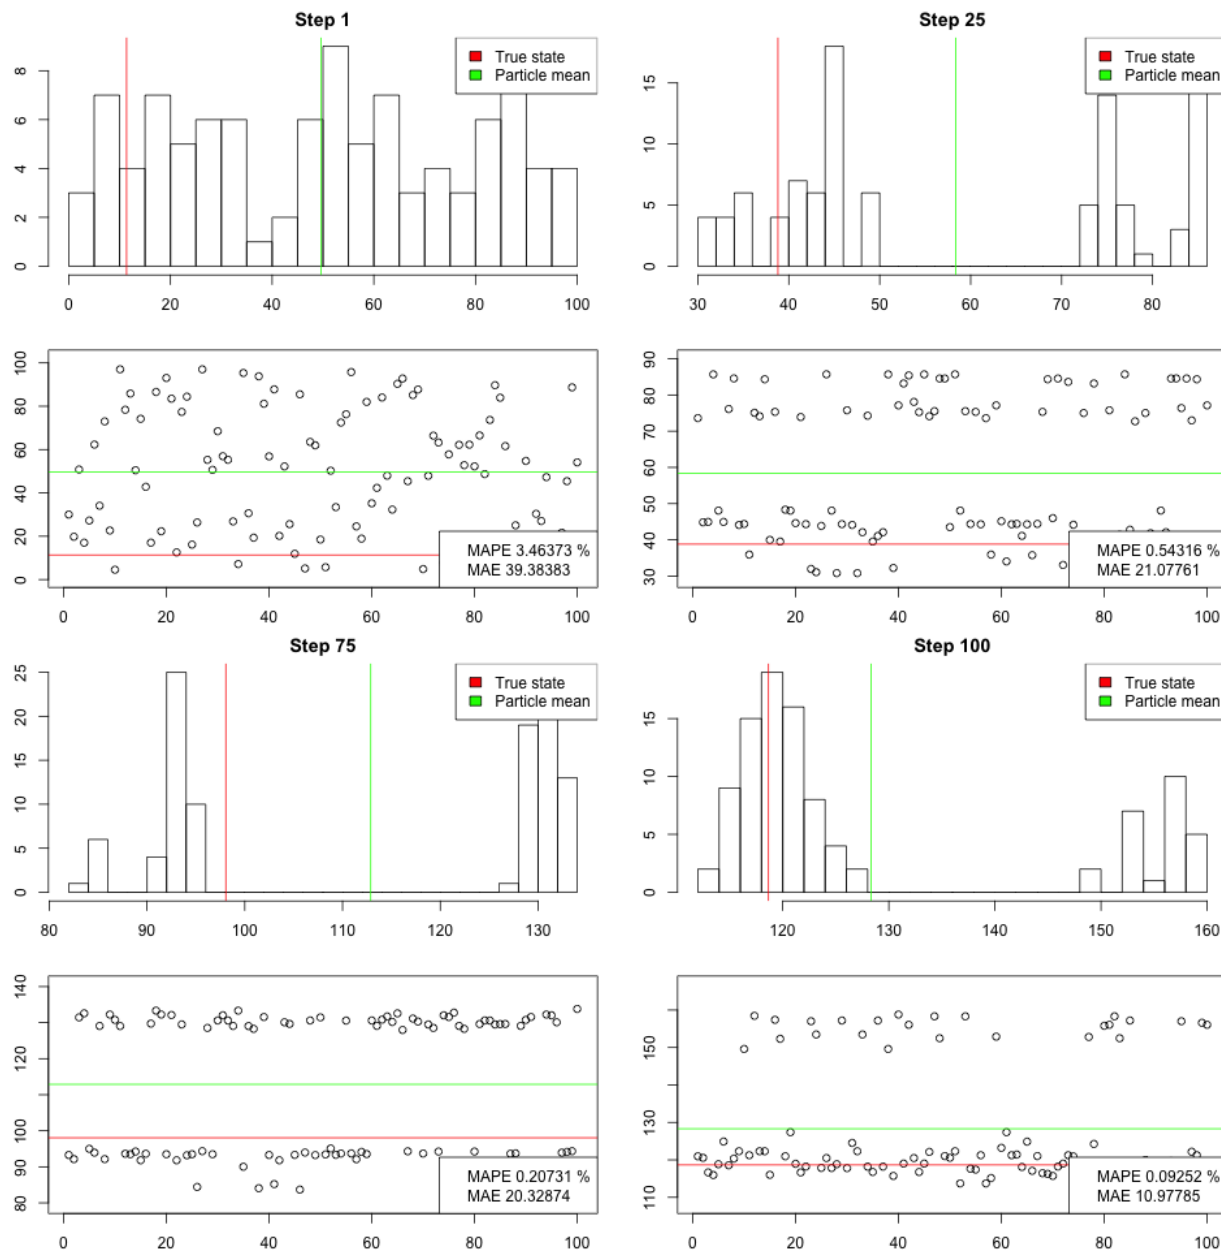 Step 1
True state
Particle mean
0 2 4 6 8
0 20 40 60 80 100
Step 25
True state
Particle mean
0 5 10 15
30 40 50 60 70 80
0 20 40 60 80 100
MAPE 3.46373 %
MAE 39.38383
0 20 40 60 80 100
30 40 50 60 70 80 90
MAPE 0.54316 %
MAE 21.07761
0 20 40 60 80 100
Step 75
True state
Particle mean
0 5 10 15 20 25
80 90 100 110 120 130
Step 100
True state
Particle mean
0 5 10 15
120 130 140 150 160
80 90 100 110 120 130 140
MAPE 0.20731 %
MAE 20.32874
0 20 40 60 80 100
110 130 150
MAPE 0.09252 %
MAE 10.97785
0 20 40 60 80 100